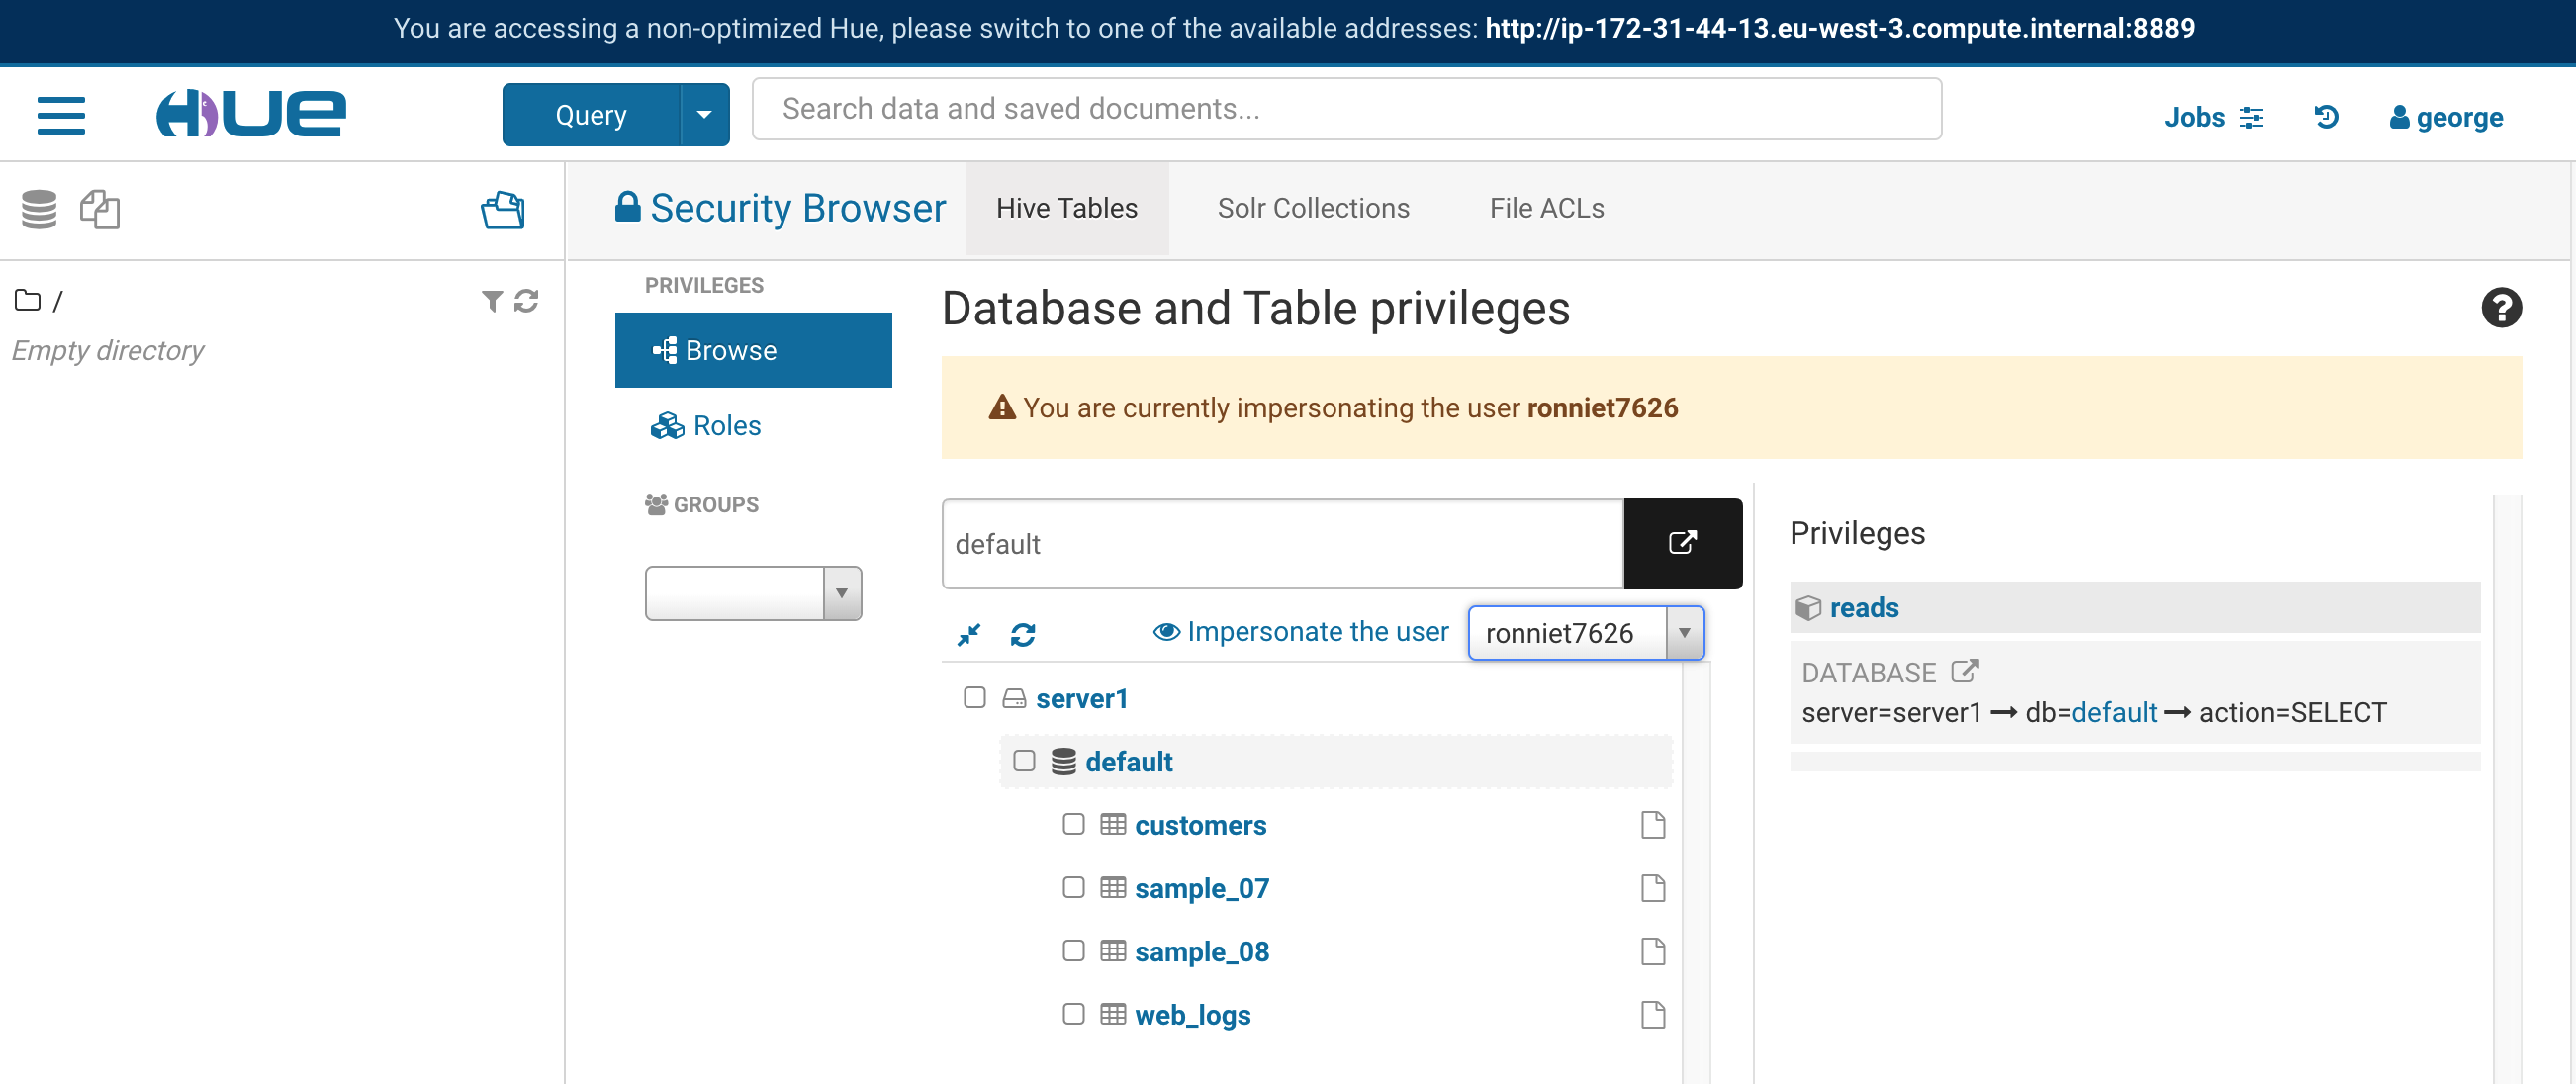 You are accessing a non-optimized Hue, please switch to one of the available addresses: http://ip-172-31-44-13.eu-west-3.compute.internal:8889
HUE
Query
Search data and saved documents...
Jobs
george
Security Browser
Hive Tables
Solr Collections
File ACLs
/
Empty directory
PRIVILEGES
Browse
Roles
GROUPS
Database and Table privileges
You are currently impersonating the user ronniet7626
default
Impersonate the user ronniet7626
server1
default
customers
sample_07
sample_08
web_logs
Privileges
reads
DATABASE
server=server1 → db=default → action=SELECT